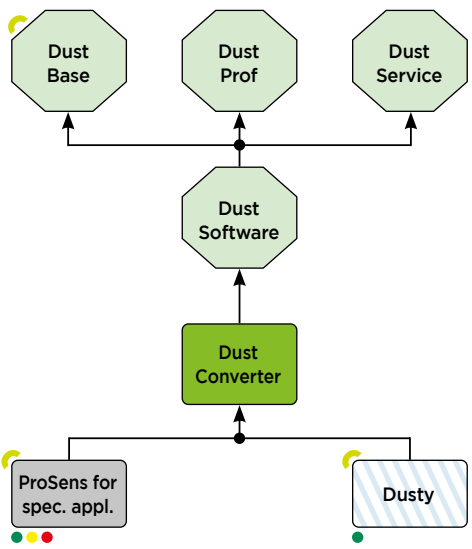 Dust
Base
Dust
Prof
Dust
Service
Dust
Software
Dust
Converter
ProSens for
spec. appl.
Dusty